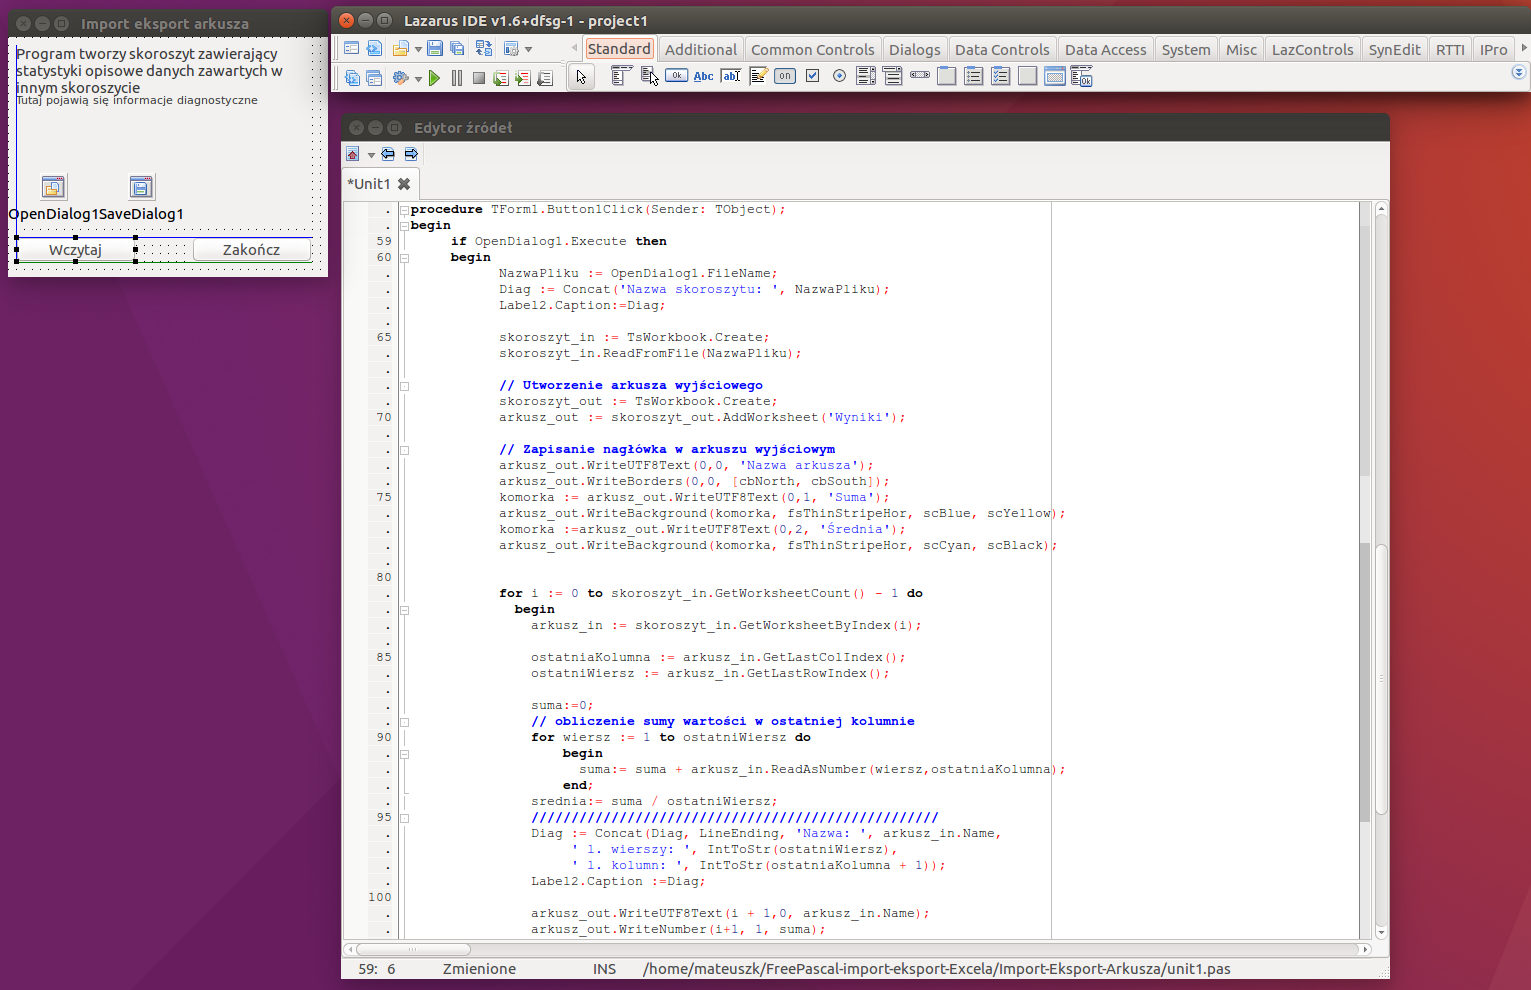 Import eksport arkusza
Program tworzy skoroszyt zawierający
statystyki opisowe danych zawartych w
innym skoroszycie
Tutaj pojawią się informacje diagnostyczne
OpenDialog1SaveDialog1
Wczytaj
Zakończ
Lazarus IDE v1.6+dfsg-1 - project1
Standard Additional Common Controls Dialogs Data Controls Data Access System Misc LazControls SynEdit RTTI IPro
Ok Abc ab on Ok
Edytor źródeł
*Unit1
procedure TForm1.Button1Click(Sender: TObject);
begin
59 if OpenDialog1.Execute then
60 begin
NazwaPliku := OpenDialog1.FileName;
Diag := Concat('Nazwa skoroszytu: ', NazwaPliku);
Label2.Caption:=Diag;
65 skoroszyt_in := TsWorkbook.Create;
skoroszyt_in.ReadFromFile(NazwaPliku);
// Utworzenie arkusza wyjściowego
skoroszyt_out := TsWorkbook.Create;
70 arkusz_out := skoroszyt_out.AddWorksheet('Wyniki');
// Zapisanie nagłówka w arkuszu wyjściowym
arkusz_out.WriteUTF8Text(0,0, 'Nazwa arkusza');
arkusz_out.WriteBorders(0,0, [cbNorth, cbSouth]);
75 komorka := arkusz_out.WriteUTF8Text(0,1, 'Suma');
arkusz_out.WriteBackground(komorka, fsThinStripeHor, scBlue, scYellow);
komorka :=arkusz_out.WriteUTF8Text(0,2, 'Średnia');
arkusz_out.WriteBackground(komorka, fsThinStripeHor, scCyan, scBlack);
80
for i := 0 to skoroszyt_in.GetWorksheetCount() - 1 do
begin
arkusz_in := skoroszyt_in.GetWorksheetByIndex(i);
85 ostatniaKolumna := arkusz_in.GetLastColIndex();
ostatniWiersz := arkusz_in.GetLastRowIndex();
suma:=0;
// obliczenie sumy wartości w ostatniej kolumnie
90 for wiersz := 1 to ostatniWiersz do
begin
suma:= suma + arkusz_in.ReadAsNumber(wiersz,ostatniaKolumna);
end;
srednia:= suma / ostatniWiersz;
95 ///////////////////////////////////////////////////
Diag := Concat(Diag, LineEnding, 'Nazwa: ', arkusz_in.Name,
' l. wierszy: ', IntToStr(ostatniWiersz),
' l. kolumn: ', IntToStr(ostatniaKolumna + 1));
Label2.Caption :=Diag;
100
arkusz_out.WriteUTF8Text(i + 1,0, arkusz_in.Name);
arkusz_out.WriteNumber(i+1, 1, suma);
59: 6 Zmienione INS /home/mateuszk/FreePascal-import-eksport-Excela/Import-Eksport-Arkusza/unit1.pas